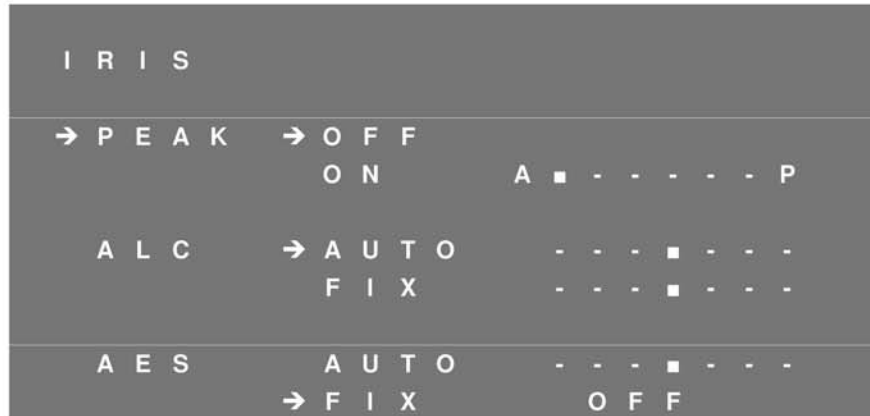 IRIS
→ PEAK → OFF
ON A ■ - - - - - P
ALC → AUTO - - - ■ - - -
FIX - - - ■ - - -
AES AUTO - - - ■ - - -
→ FIX OFF